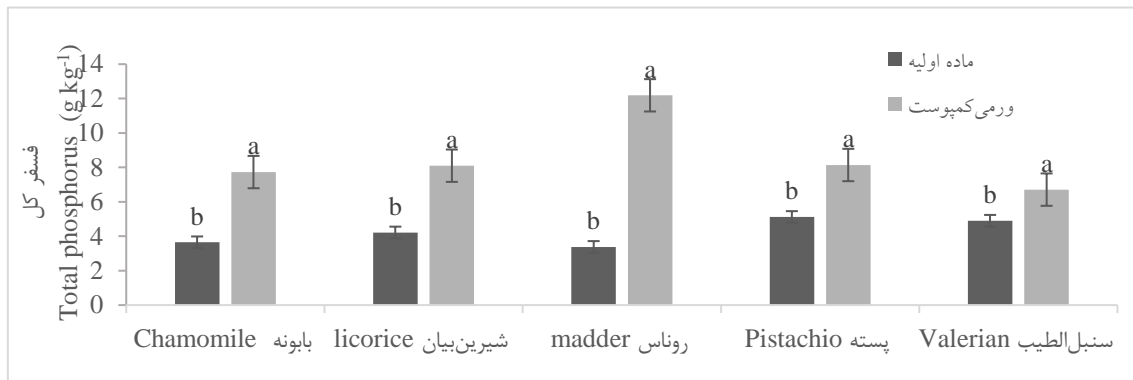 فسفر کل
Total phosphorus (g kg-1)
14
12
10
8
6
4
2
0
ماده اولیه
ورمی‌کمپوست
b
a
b
a
b
a
b
a
b
a
Chamomile بابونه
licorice شیرین‌بیان
madder روناس
Pistachio پسته
Valerian سنبل‌الطیب